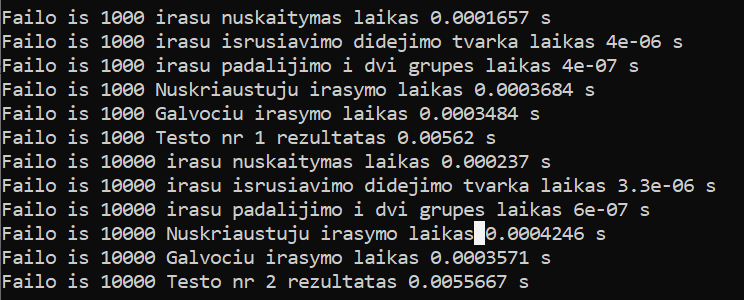 Failo is 1000 irasu nuskaitymas laikas 0.0001657 s
Failo is 1000 irasu isrusiavimo didejimo tvarka laikas 4e-06 s
Failo is 1000 irasu padalijimo i dvi grupes laikas 4e-07 s
Failo is 1000 Nuskriaustuju irasymo laikas 0.0003684 s
Failo is 1000 Galvociu irasymo laikas 0.0003484 s
Failo is 1000 Testo nr 1 rezultatas 0.00562 s
Failo is 10000 irasu nuskaitymas laikas 0.000237 s
Failo is 10000 irasu isrusiavimo didejimo tvarka laikas 3.3e-06 s
Failo is 10000 irasu padalijimo i dvi grupes laikas 6e-07 s
Failo is 10000 Nuskriaustuju irasymo laikas 0.0004246 s
Failo is 10000 Galvociu irasymo laikas 0.0003571 s
Failo is 10000 Testo nr 2 rezultatas 0.0055667 s